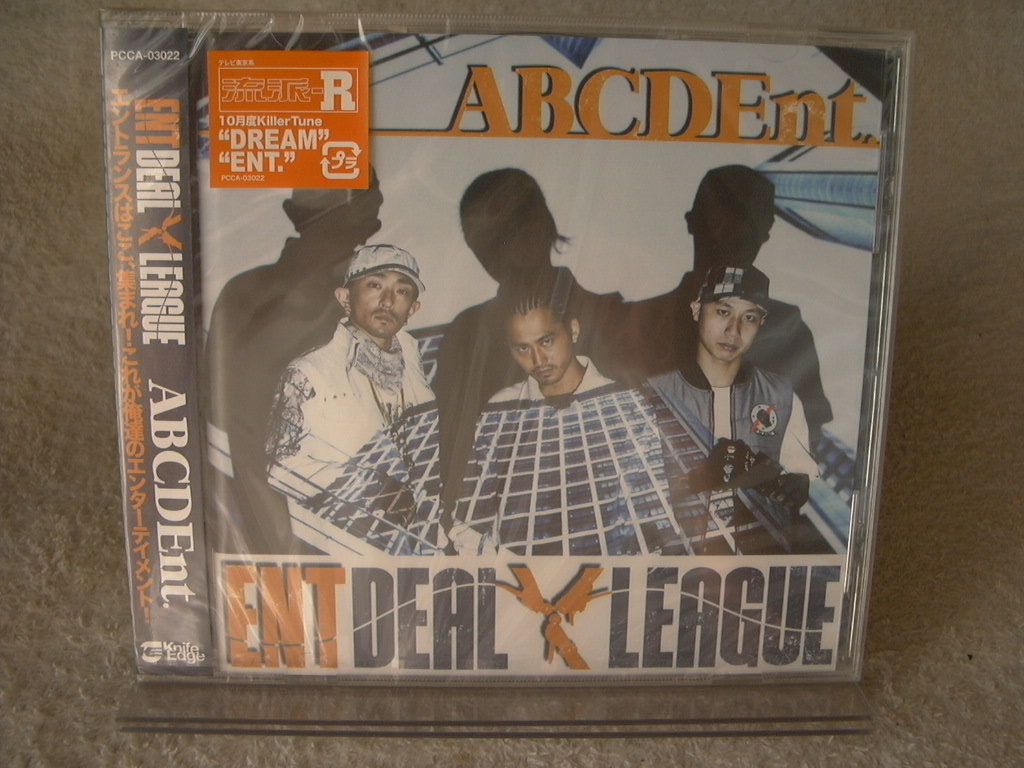 PCCA-03022
ENT DEAL X LEAGUE ABCDEnt.
エントランスはここ、集まれ!これが俺達のエンターテイメント!
Knife Edge
テレビ東京系
流派-R
10月度KillerTune
"DREAM"
"ENT."
プラ
PCCA-03022
ABCDEnt.
ENT DEAL X LEAGUE